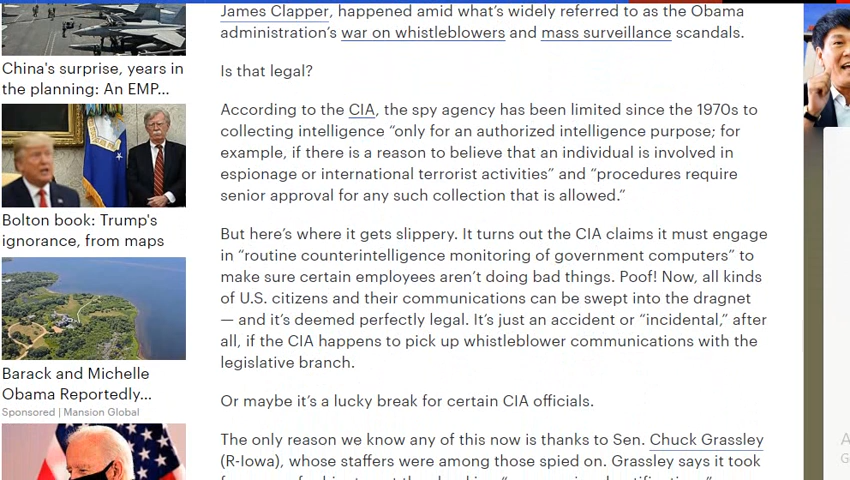 James Clapper, happened amid what's widely referred to as the Obama
administration's war on whistleblowers and mass surveillance scandals.
Is that legal?
According to the CIA, the spy agency has been limited since the 1970s to
collecting intelligence "only for an authorized intelligence purpose; for
example, if there is a reason to believe that an individual is involved in
espionage or international terrorist activities" and "procedures require
senior approval for any such collection that is allowed."
But here's where it gets slippery. It turns out the CIA claims it must engage
in "routine counterintelligence monitoring of government computers" to
make sure certain employees aren't doing bad things. Poof! Now, all kinds
of U.S. citizens and their communications can be swept into the dragnet
— and it's deemed perfectly legal. It's just an accident or "incidental," after
all, if the CIA happens to pick up whistleblower communications with the
legislative branch.
Or maybe it's a lucky break for certain CIA officials.
The only reason we know any of this now is thanks to Sen. Chuck Grassley
(R-Iowa), whose staffers were among those spied on. Grassley says it took
China's surprise, years in
the planning: An EMP...
Bolton book: Trump's
ignorance, from maps
Barack and Michelle
Obama Reportedly...
Sponsored | Mansion Global
A
G